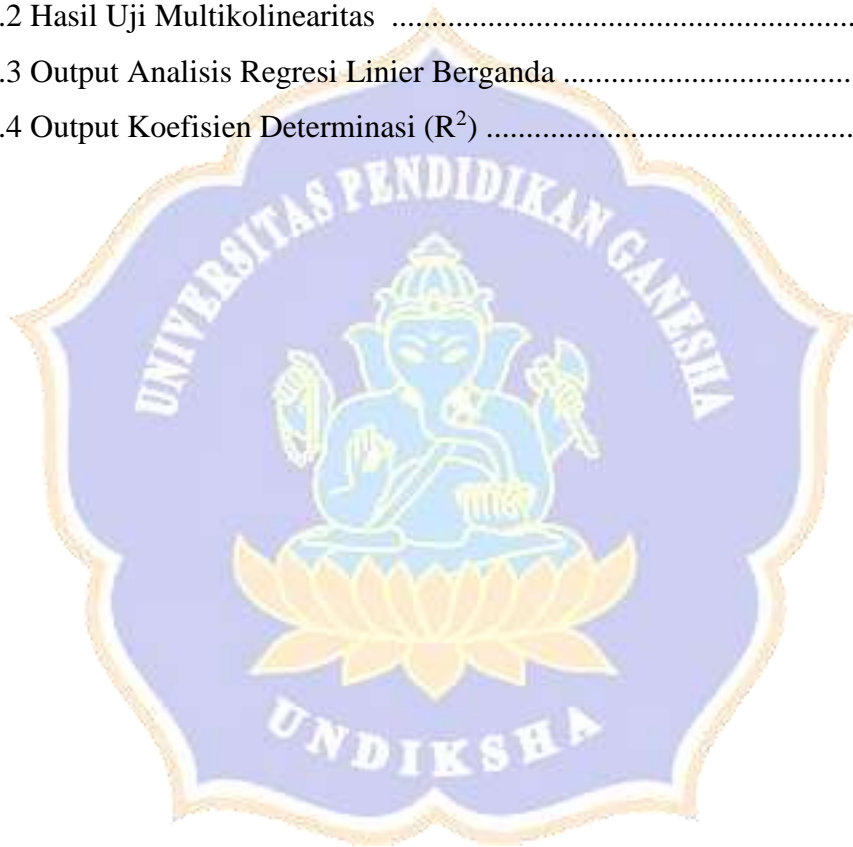 .2 Hasil Uji Multikolinearitas ..........................................................
.3 Output Analisis Regresi Linier Berganda ....................................
.4 Output Koefisien Determinasi (R²) ..............................................
UNIVERSITAS PENDIDIKAN GANESHA
UNDIKSHA